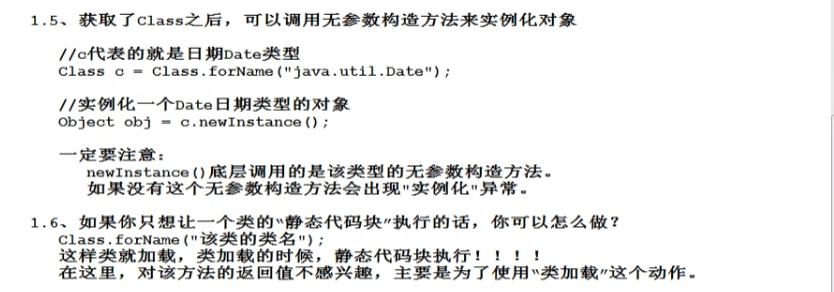 1.5、获取了Class之后，可以调用无参数构造方法来实例化对象
//c代表的就是日期Date类型
Class c = Class.forName("java.util.Date");
//实例化一个Date日期类型的对象
Object obj = c.newInstance();
一定要注意：
newInstance()底层调用的是该类型的无参数构造方法。
如果没有这个无参数构造方法会出现"实例化"异常。
1.6、如果你只想让一个类的“静态代码块”执行的话，你可以怎么做？
Class.forName("该类的类名");
这样类就加载，类加载的时候，静态代码块执行！！！！
在这里，对该方法的返回值不感兴趣，主要是为了使用“类加载”这个动作。